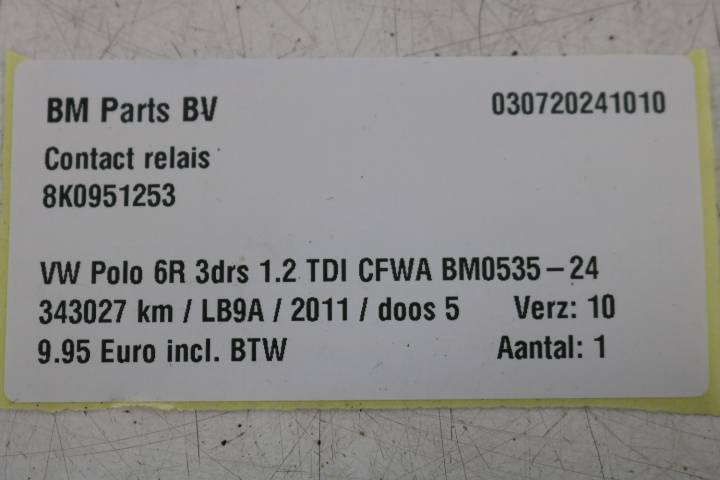 BM Parts BV 030720241010
Contact relais
8K0951253
VW Polo 6R 3drs 1.2 TDI CFWA BM0535-24
343027 km / LB9A / 2011 / doos 5 Verz: 10
9.95 Euro incl. BTW Aantal: 1